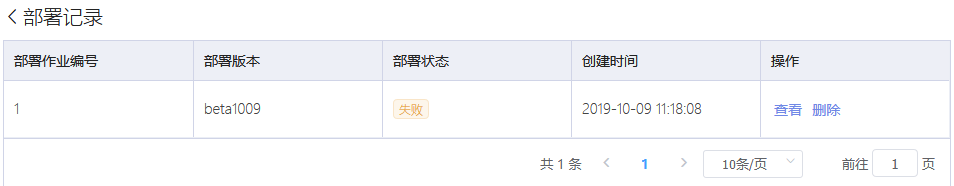 部署记录
部署作业编号 部署版本 部署状态 创建时间 操作
1 beta1009 失败 2019-10-09 11:18:08 查看 删除
共 1 条 1 10条/页 前往 1 页